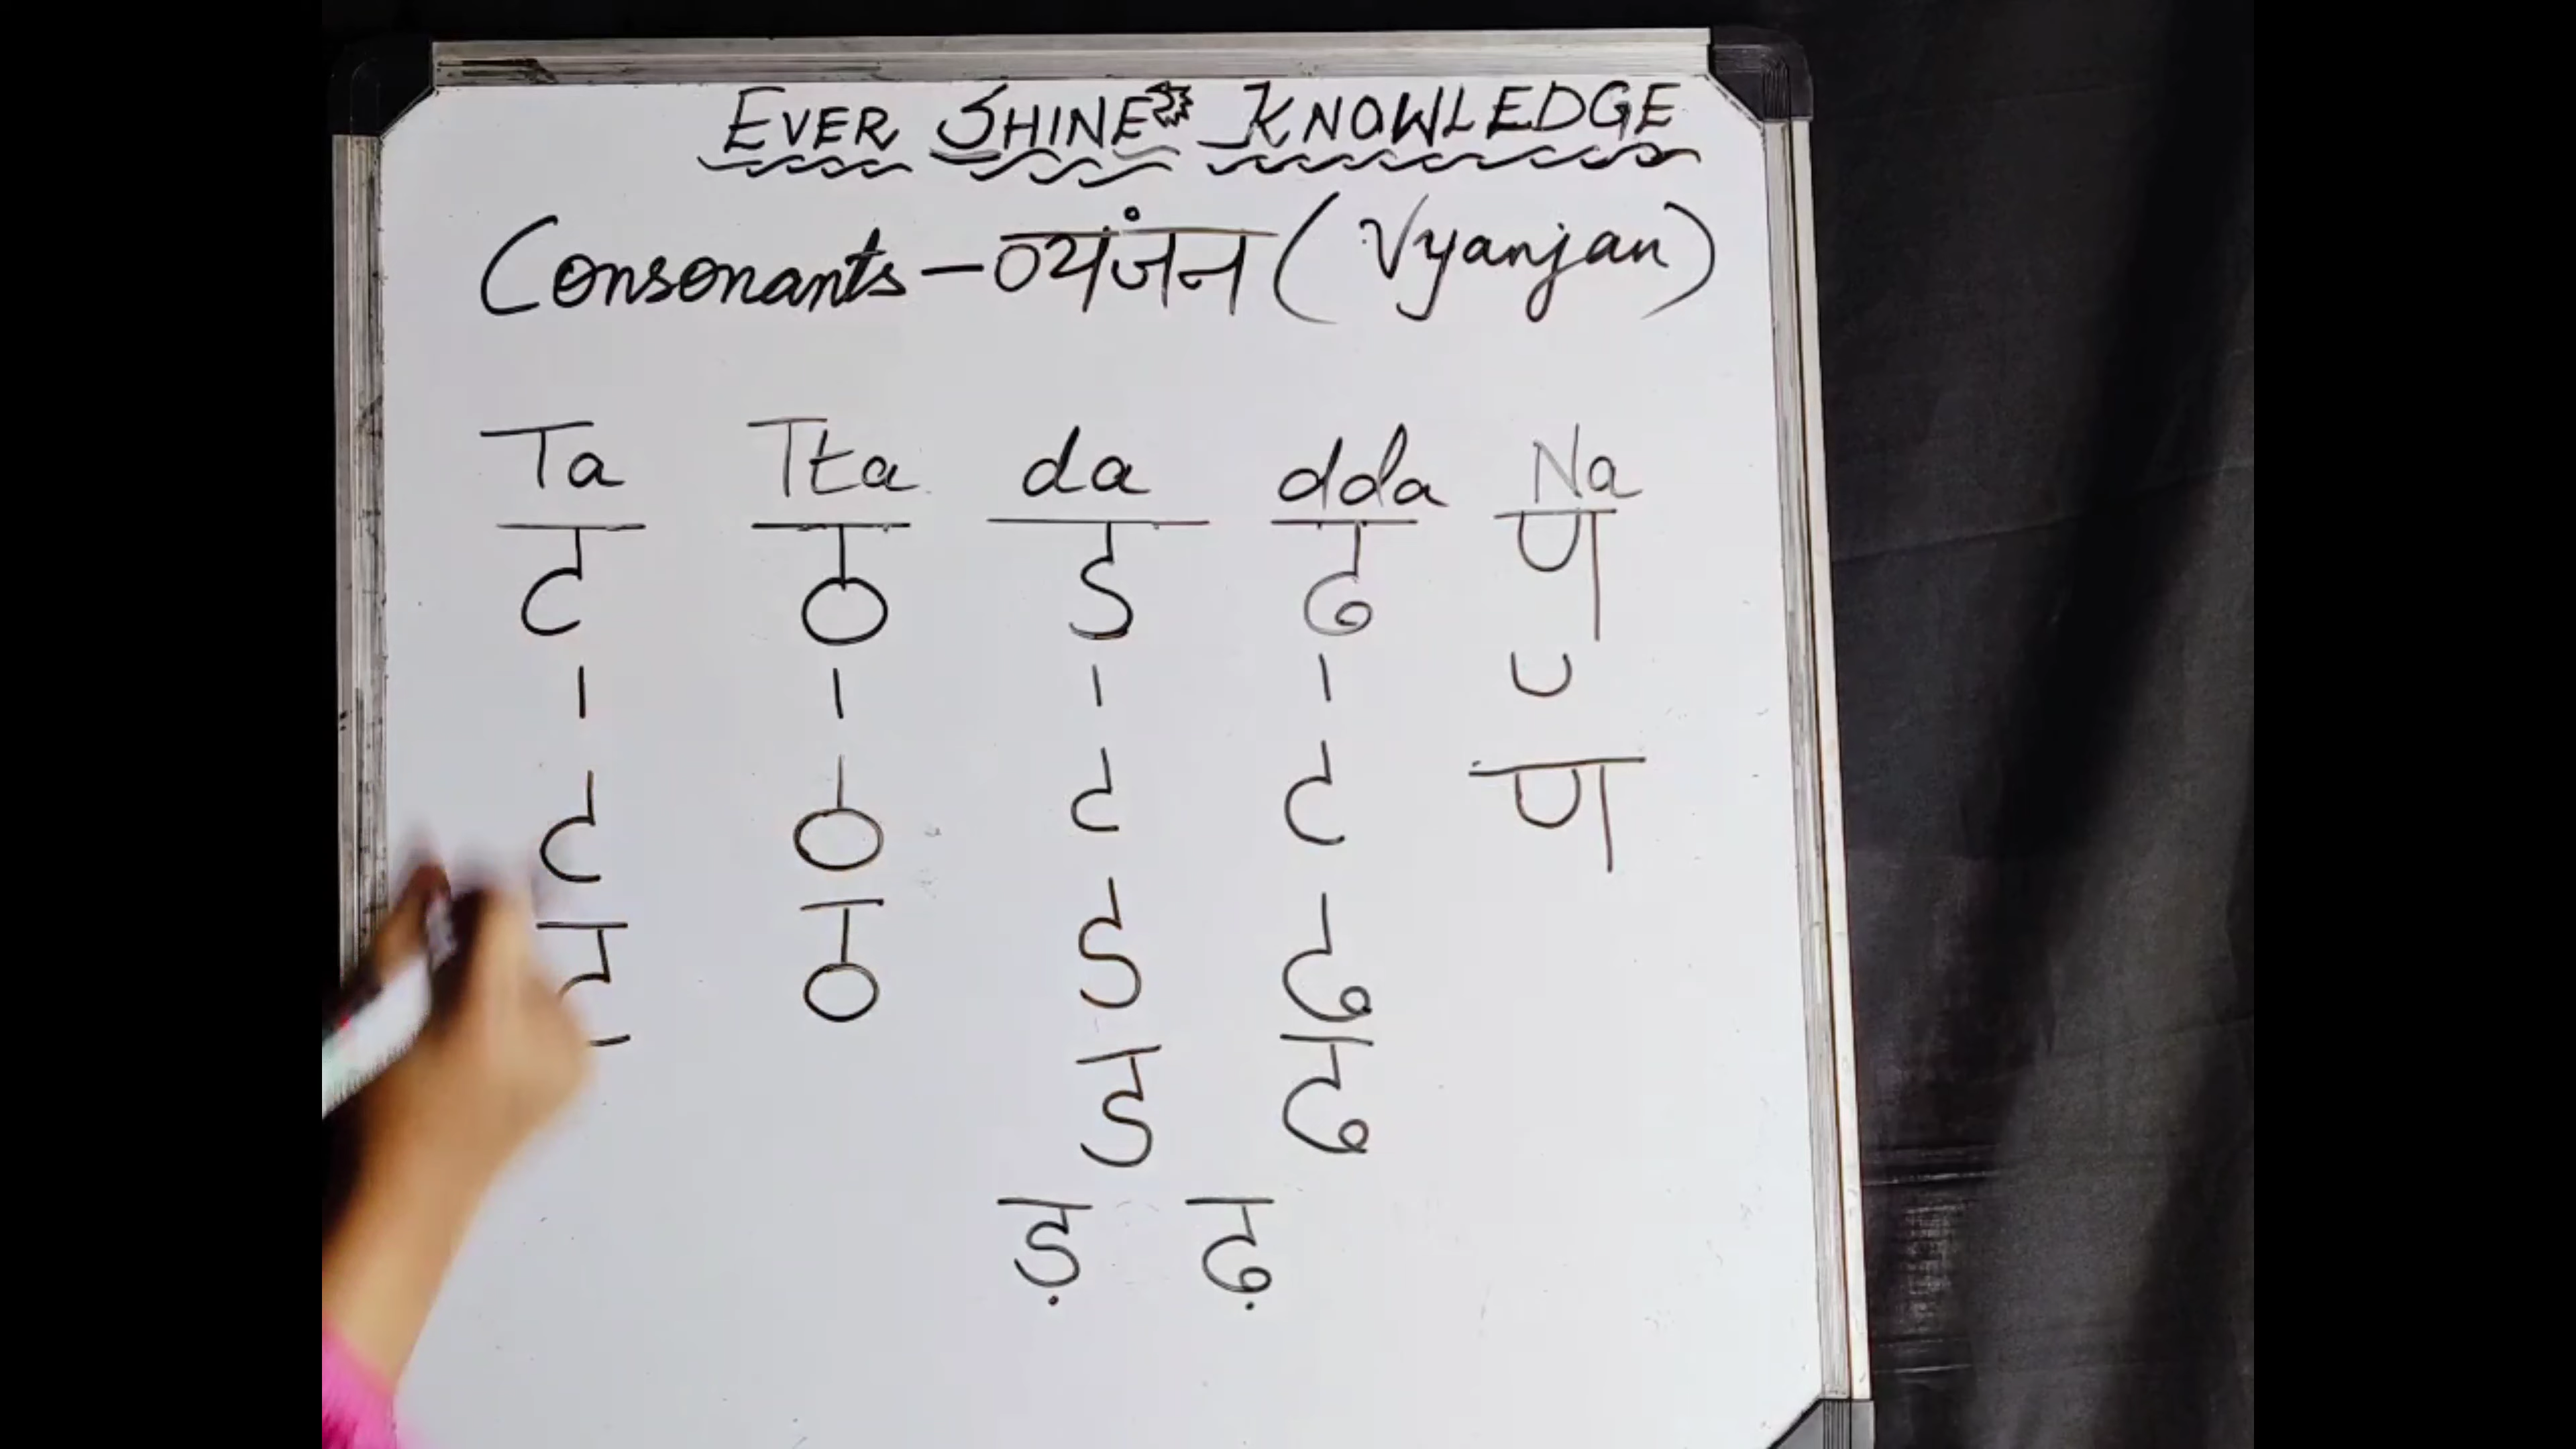 EVER SHINE KNOWLEDGE
Consonants – व्यंजन (Vyanjan)
Ta Tta da dda Na
ट ठ ड ढ ण
ट ठ ड ढ ण
ड़ ढ़